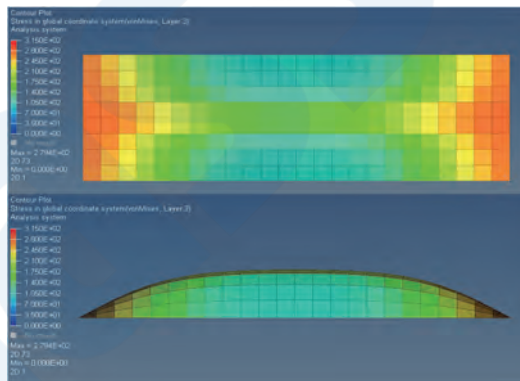 Contour Plot
Stress in global coordinate system(vonMises, Layer 2)
Analysis system
3.150E+02
2.800E+02
2.450E+02
2.100E+02
1.750E+02
1.400E+02
1.050E+02
7.000E+01
3.500E+01
0.000E+00
No result
Max = 2.794E+02
2D 73
Min = 0.000E+00
2D 1
Contour Plot
Stress in global coordinate system(vonMises, Layer 2)
Analysis system
3.150E+02
2.800E+02
2.450E+02
2.100E+02
1.750E+02
1.400E+02
1.050E+02
7.000E+01
3.500E+01
0.000E+00
No result
Max = 2.794E+02
2D 73
Min = 0.000E+00
2D 1